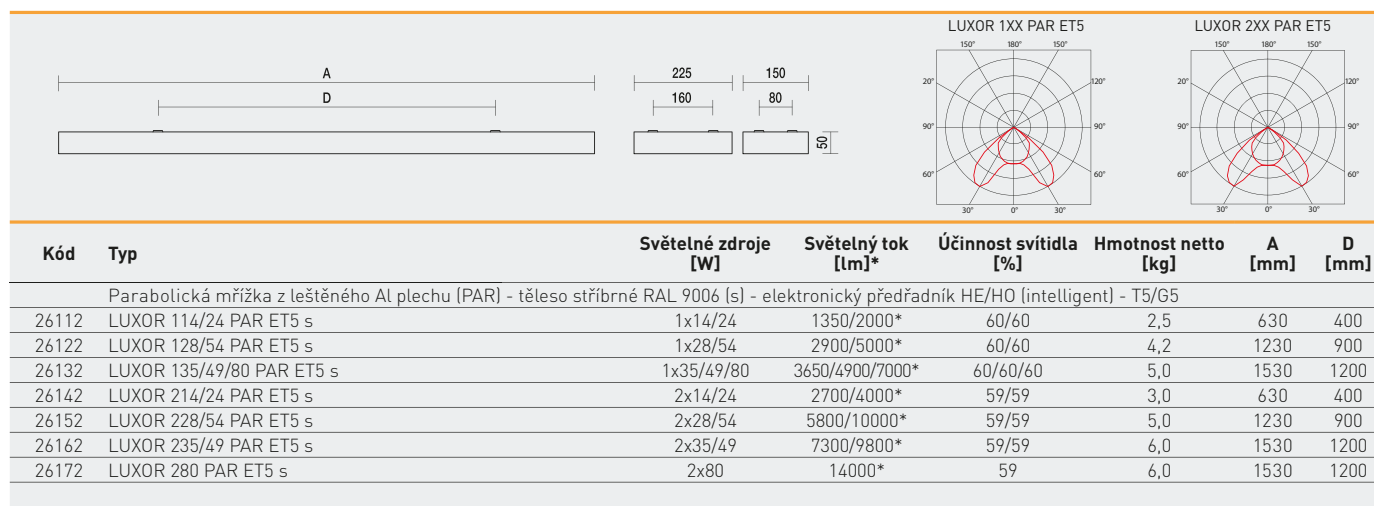 LUXOR 1XX PAR ET5
LUXOR 2XX PAR ET5
150° 180° 150°
150° 180° 150°
A
225
150
20° 120°
20° 120°
D
160
80
90° 90°
90° 90°
50
60° 60°
60° 60°
30° 0° 30°
30° 0° 30°
Kód Typ Světelné zdroje [W] Světelný tok [lm]* Účinnost svítidla [%] Hmotnost netto [kg] A [mm] D [mm]
Parabolická mřížka z leštěného Al plechu (PAR) - těleso stříbrné RAL 9006 (s) - elektronický předřadník HE/HO (intelligent) - T5/G5
26112 LUXOR 114/24 PAR ET5 s 1x14/24 1350/2000* 60/60 2,5 630 400
26122 LUXOR 128/54 PAR ET5 s 1x28/54 2900/5000* 60/60 4,2 1230 900
26132 LUXOR 135/49/80 PAR ET5 s 1x35/49/80 3650/4900/7000* 60/60/60 5,0 1530 1200
26142 LUXOR 214/24 PAR ET5 s 2x14/24 2700/4000* 59/59 3,0 630 400
26152 LUXOR 228/54 PAR ET5 s 2x28/54 5800/10000* 59/59 5,0 1230 900
26162 LUXOR 235/49 PAR ET5 s 2x35/49 7300/9800* 59/59 6,0 1530 1200
26172 LUXOR 280 PAR ET5 s 2x80 14000* 59 6,0 1530 1200